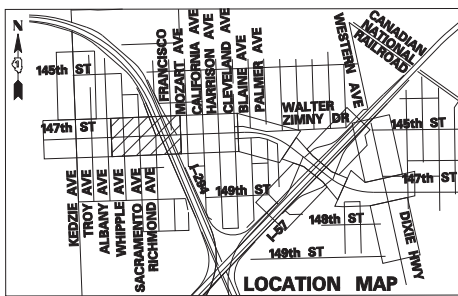 N
FRANCISCO
MOZART AVE
CALIFORNIA AVE
HARRISON AVE
CLEVELAND AVE
BLAINE AVE
PALMER AVE
WESTERN AVE
CANADIAN
NATIONAL
RAILROAD
145th ST
WALTER
ZIMNY DR
147th ST
145th ST
147th ST
KEDZIE AVE
TROY AVE
ALBANY AVE
WHIPPLE AVE
SACRAMENTO AVE
RICHMOND AVE
I-294
149th ST
I-57
148th ST
149th ST
DIXIE HWY
LOCATION MAP